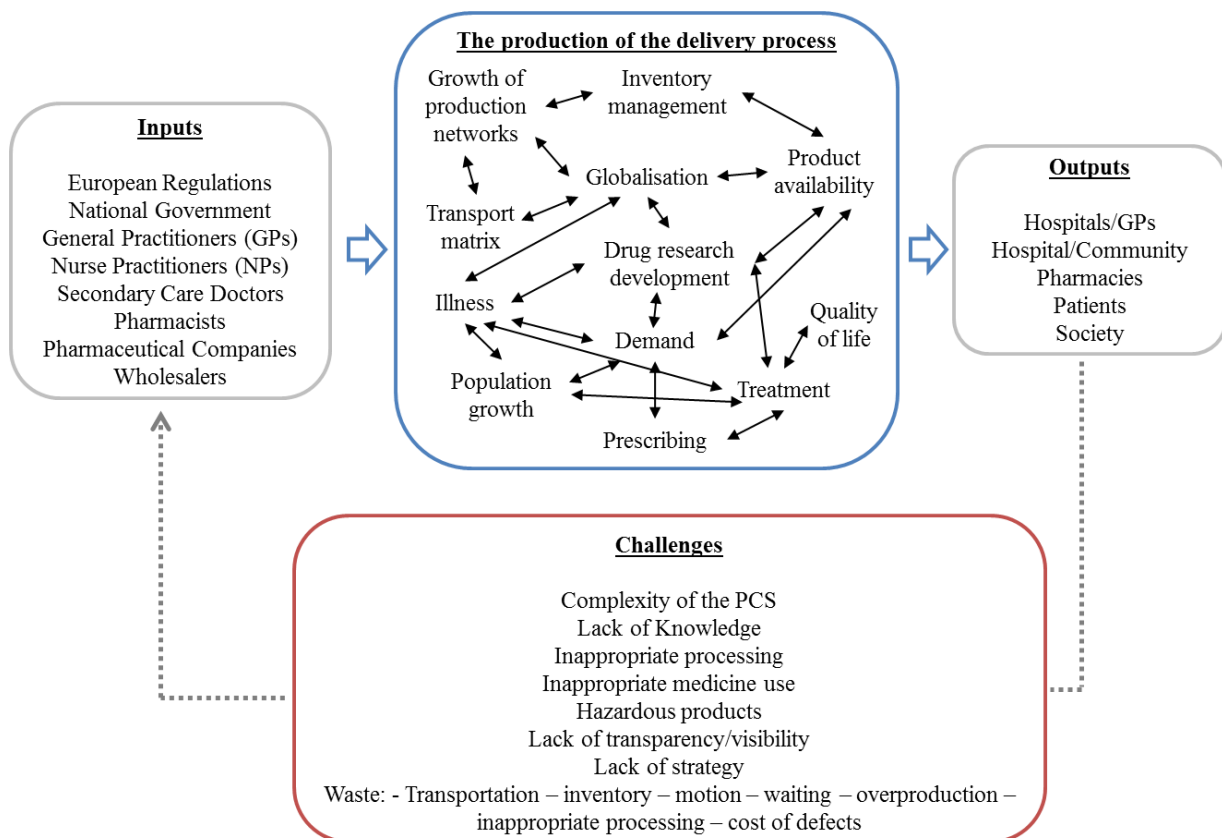 The production of the delivery process
Growth of
production
networks
Inventory
management
Product
availability
Globalisation
Transport
matrix
Drug research
development
Illness
Demand
Quality
of life
Population
growth
Treatment
Prescribing
Inputs
European Regulations
National Government
General Practitioners (GPs)
Nurse Practitioners (NPs)
Secondary Care Doctors
Pharmacists
Pharmaceutical Companies
Wholesalers
Outputs
Hospitals/GPs
Hospital/Community
Pharmacies
Patients
Society
Challenges
Complexity of the PCS
Lack of Knowledge
Inappropriate processing
Inappropriate medicine use
Hazardous products
Lack of transparency/visibility
Lack of strategy
Waste: - Transportation – inventory – motion – waiting – overproduction –
inappropriate processing – cost of defects